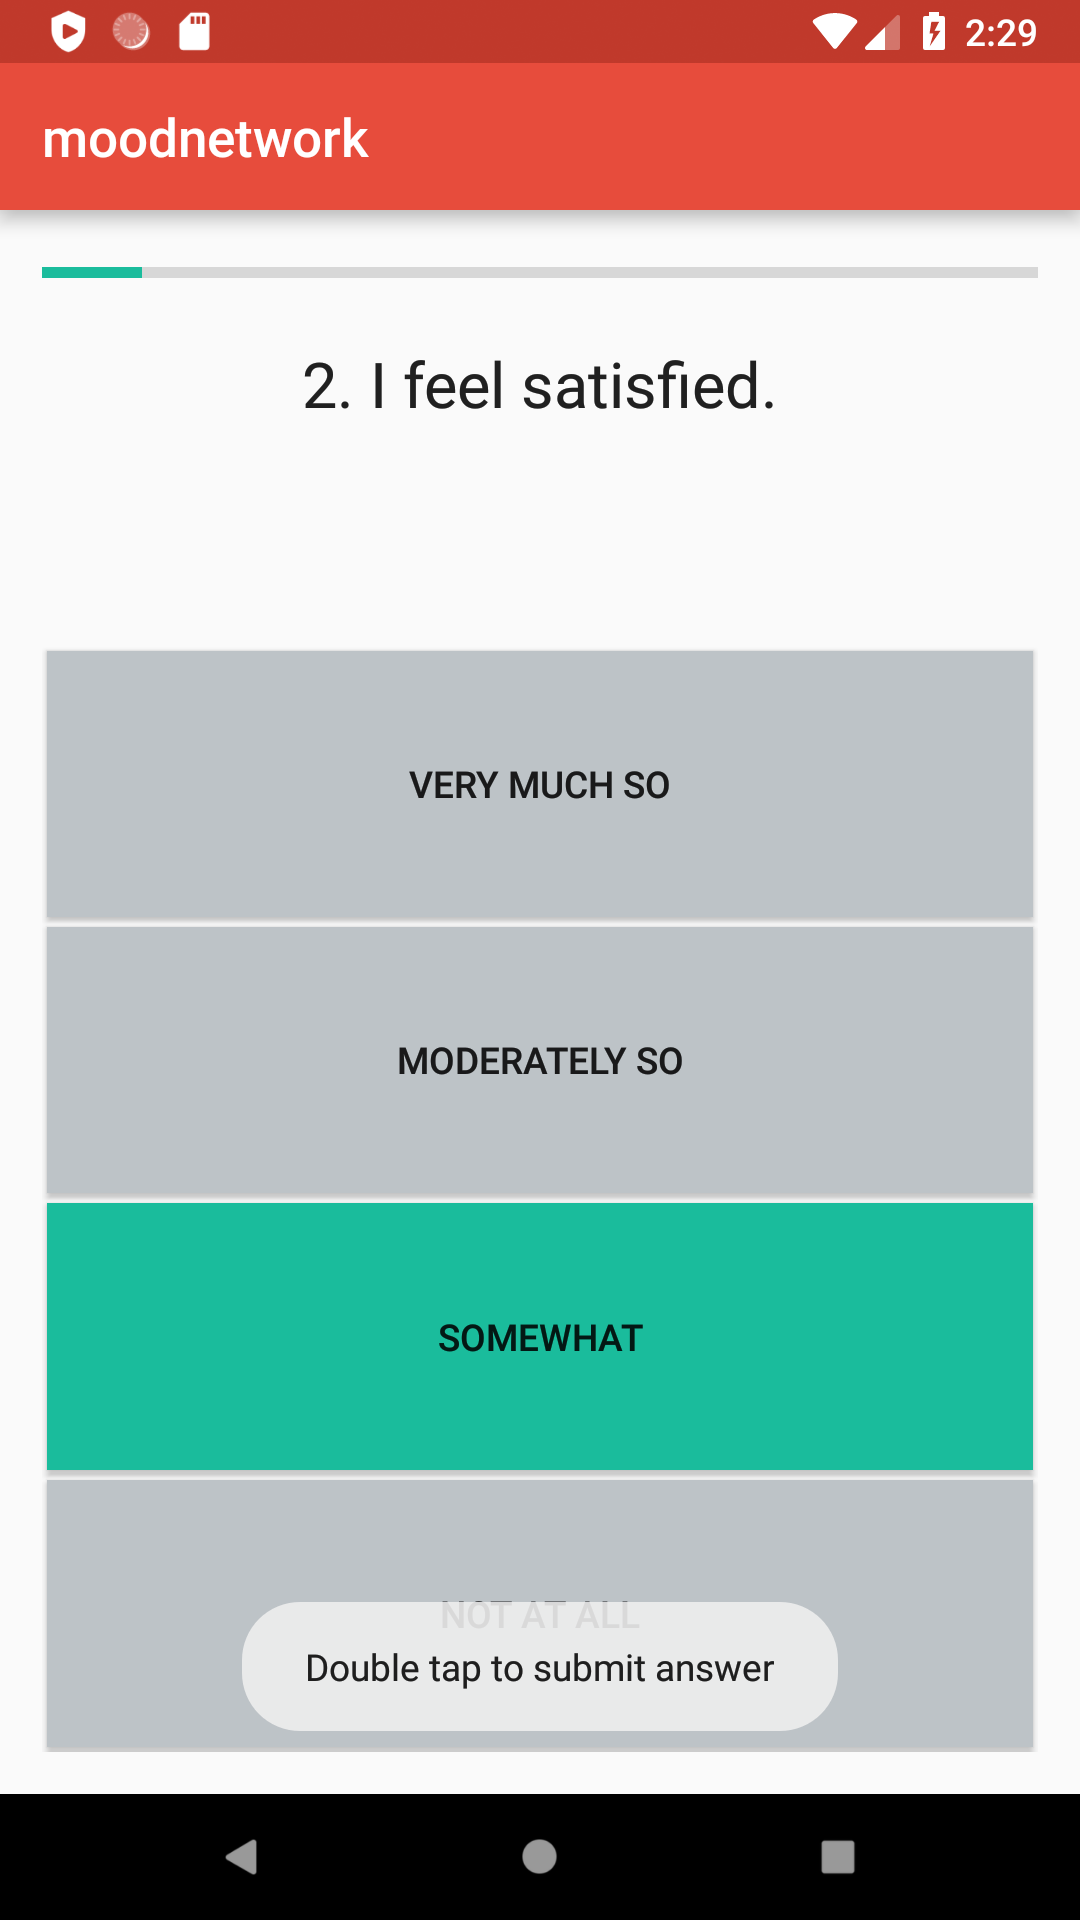 2:29
moodnetwork
2. I feel satisfied.
VERY MUCH SO
MODERATELY SO
SOMEWHAT
NOT AT ALL
Double tap to submit answer